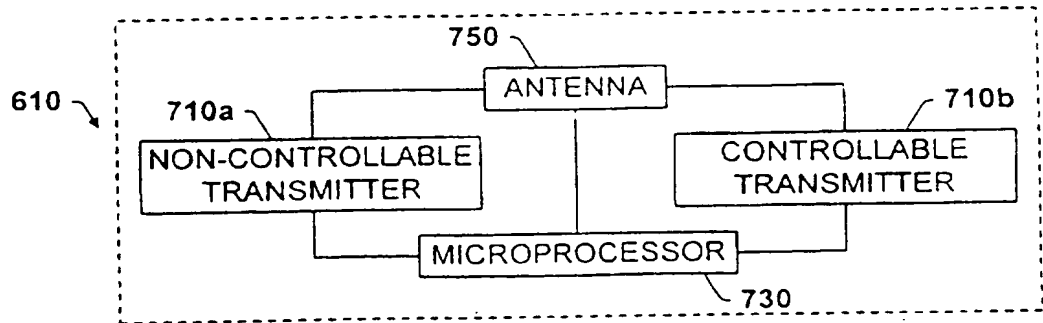 750
ANTENNA
610
710a
710b
NON-CONTROLLABLE
TRANSMITTER
CONTROLLABLE
TRANSMITTER
MICROPROCESSOR
730